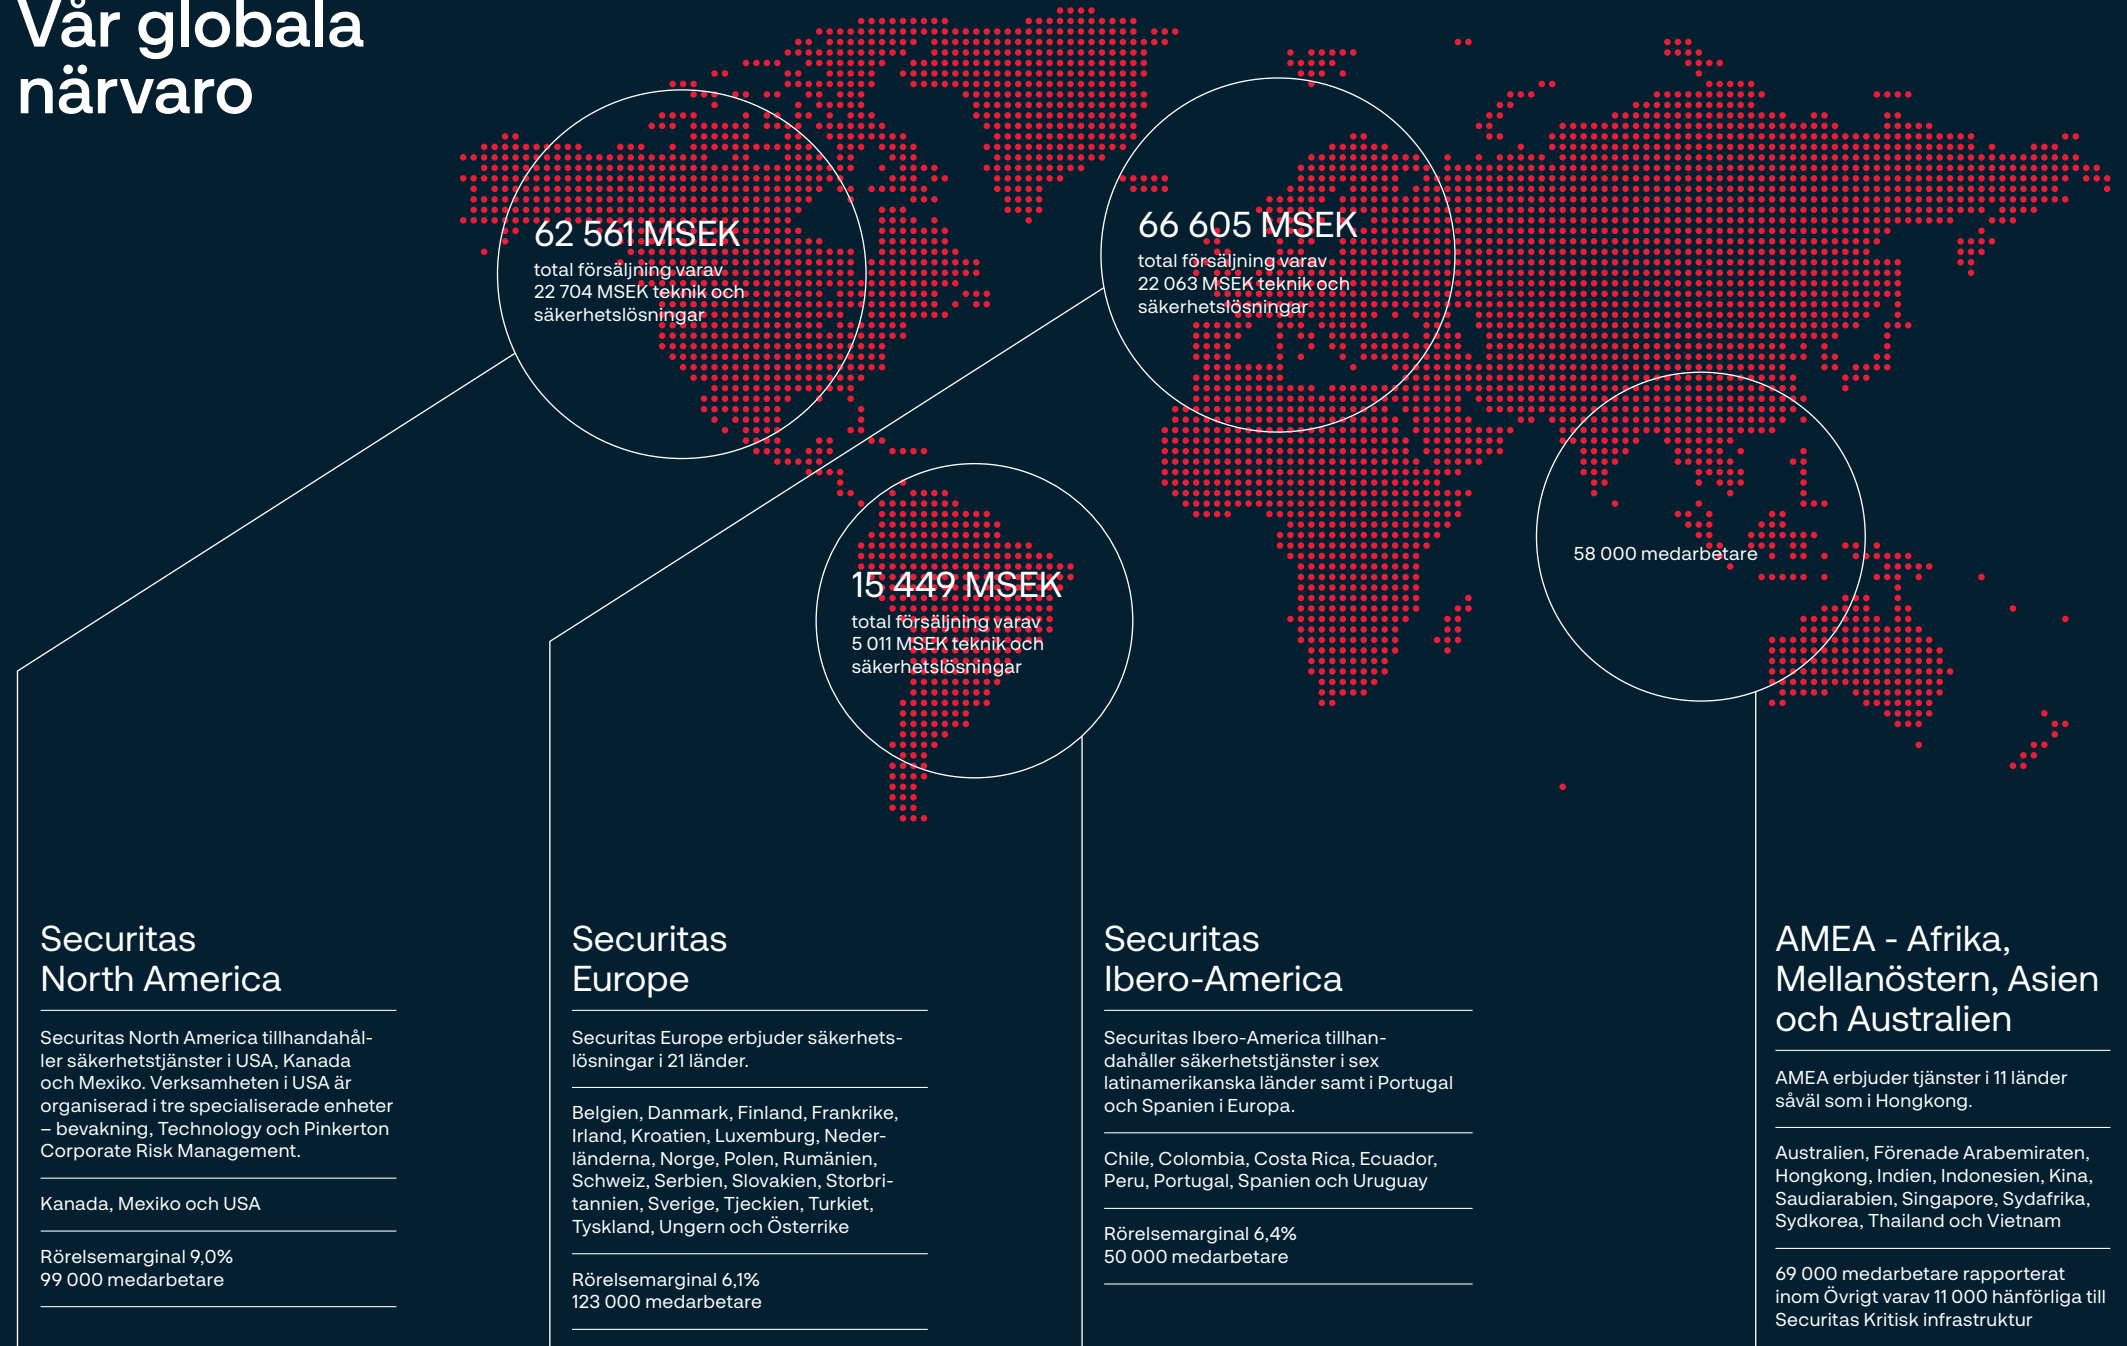 Vår globala
närvaro
62 561 MSEK
total försäljning varav
22 704 MSEK teknik och
säkerhetslösningar
66 605 MSEK
total försäljning varav
22 063 MSEK teknik och
säkerhetslösningar
15 449 MSEK
total försäljning varav
5 011 MSEK teknik och
säkerhetslösningar
58 000 medarbetare
Securitas
North America
Securitas North America tillhandahål-
ler säkerhetstjänster i USA, Kanada
och Mexiko. Verksamheten i USA är
organiserad i tre specialiserade enheter
– bevakning, Technology och Pinkerton
Corporate Risk Management.
Kanada, Mexiko och USA
Rörelsemarginal 9,0%
99 000 medarbetare
Securitas
Europe
Securitas Europe erbjuder säkerhets-
lösningar i 21 länder.
Belgien, Danmark, Finland, Frankrike,
Irland, Kroatien, Luxemburg, Neder-
länderna, Norge, Polen, Rumänien,
Schweiz, Serbien, Slovakien, Storbri-
tannien, Sverige, Tjeckien, Turkiet,
Tyskland, Ungern och Österrike
Rörelsemarginal 6,1%
123 000 medarbetare
Securitas
Ibero-America
Securitas Ibero-America tillhan-
dahåller säkerhetstjänster i sex
latinamerikanska länder samt i Portugal
och Spanien i Europa.
Chile, Colombia, Costa Rica, Ecuador,
Peru, Portugal, Spanien och Uruguay
Rörelsemarginal 6,4%
50 000 medarbetare
AMEA - Afrika,
Mellanöstern, Asien
och Australien
AMEA erbjuder tjänster i 11 länder
såväl som i Hongkong.
Australien, Förenade Arabemiraten,
Hongkong, Indien, Indonesien, Kina,
Saudiarabien, Singapore, Sydafrika,
Sydkorea, Thailand och Vietnam
69 000 medarbetare rapporterat
inom Övrigt varav 11 000 hänförliga till
Securitas Kritisk infrastruktur